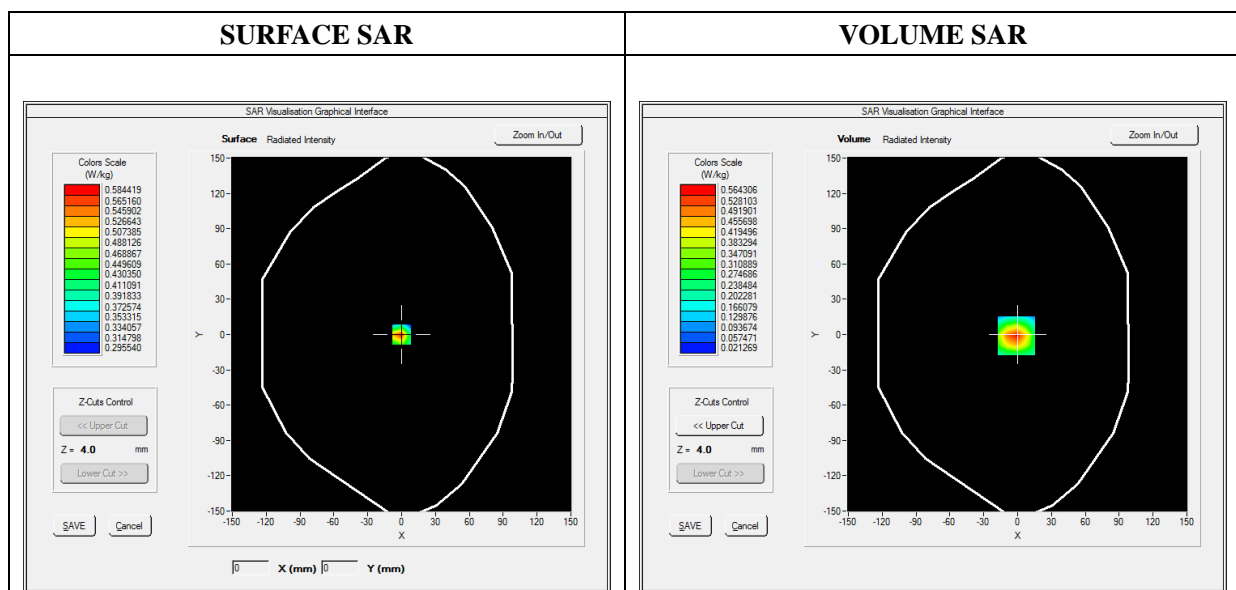 SURFACE SAR
VOLUME SAR
SAR Visualisation Graphical Interface
Surface Radiated Intensity
Zoom In/Out
Colors Scale
(W/kg)
0.584419
0.565160
0.545902
0.526643
0.507385
0.488126
0.468867
0.449609
0.430350
0.411091
0.391833
0.372574
0.353315
0.334057
0.314798
0.295540
Z-Cuts Control
<< Upper Cut
Z = 4.0 mm
Lower Cut >>
SAVE Cancel
150
120
90
60
30
0
-30
-60
-90
-120
-150
Y
-150 -120 -90 -60 -30 0 30 60 90 120 150
X
0 X (mm) 0 Y (mm)
SAR Visualisation Graphical Interface
Volume Radiated Intensity
Zoom In/Out
Colors Scale
(W/kg)
0.564306
0.528103
0.491901
0.455698
0.419496
0.383294
0.347091
0.310889
0.274686
0.238484
0.202281
0.166079
0.129876
0.093674
0.057471
0.021269
Z-Cuts Control
<< Upper Cut
Z = 4.0 mm
Lower Cut >>
SAVE Cancel
150
120
90
60
30
0
-30
-60
-90
-120
-150
Y
-150 -120 -90 -60 -30 0 30 60 90 120 150
X